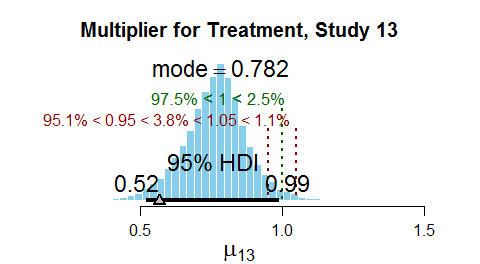 Multiplier for Treatment, Study 13
mode = 0.782
97.5% < 1 < 2.5%
95.1% < 0.95 < 3.8% < 1.05 < 1.1%
95% HDI
0.52 0.99
0.5 1.0 1.5
μ13